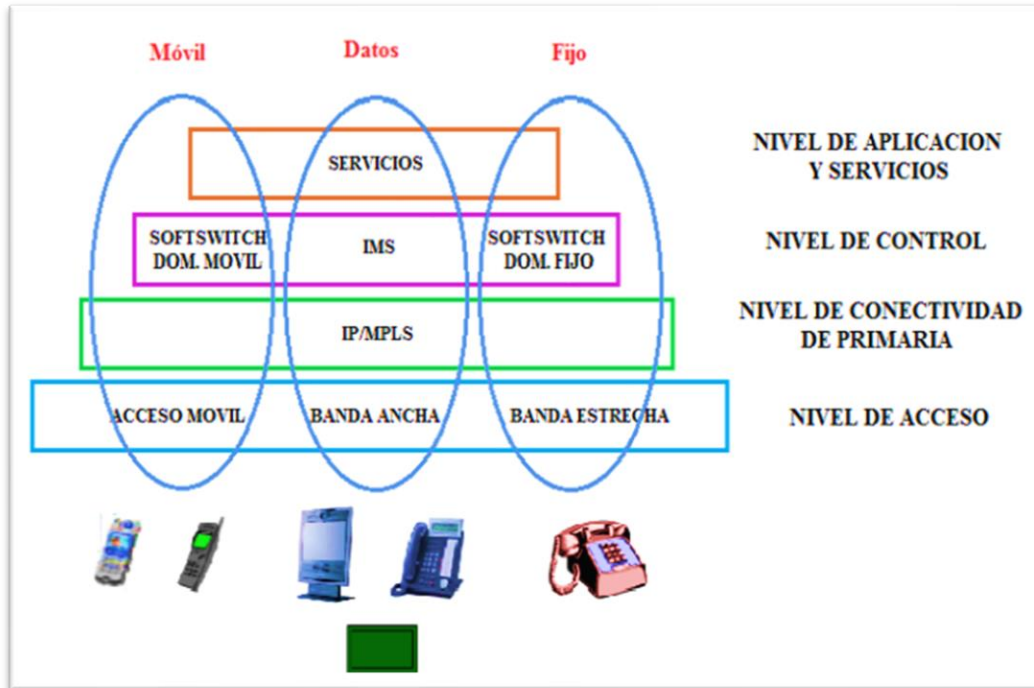 Móvil
Datos
Fijo
SERVICIOS
NIVEL DE APLICACION
Y SERVICIOS
SOFTSWITCH
DOM. MOVIL
IMS
SOFTSWITCH
DOM. FIJO
NIVEL DE CONTROL
IP/MPLS
NIVEL DE CONECTIVIDAD
DE PRIMARIA
ACCESO MOVIL
BANDA ANCHA
BANDA ESTRECHA
NIVEL DE ACCESO